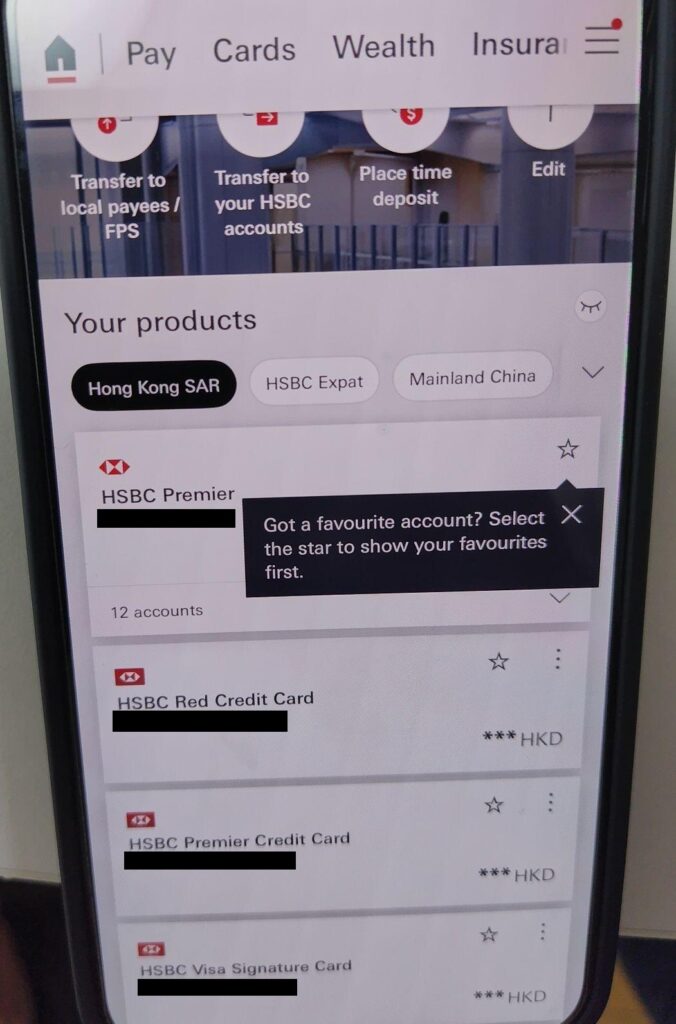 Pay Cards Wealth Insura
Transfer to
local payees /
FPS
Transfer to
your HSBC
accounts
Place time
deposit
Edit
Your products
Hong Kong SAR
HSBC Expat
Mainland China
HSBC Premier
Got a favourite account? Select
the star to show your favourites
first.
12 accounts
HSBC Red Credit Card
***HKD
HSBC Premier Credit Card
***HKD
HSBC Visa Signature Card
***HKD